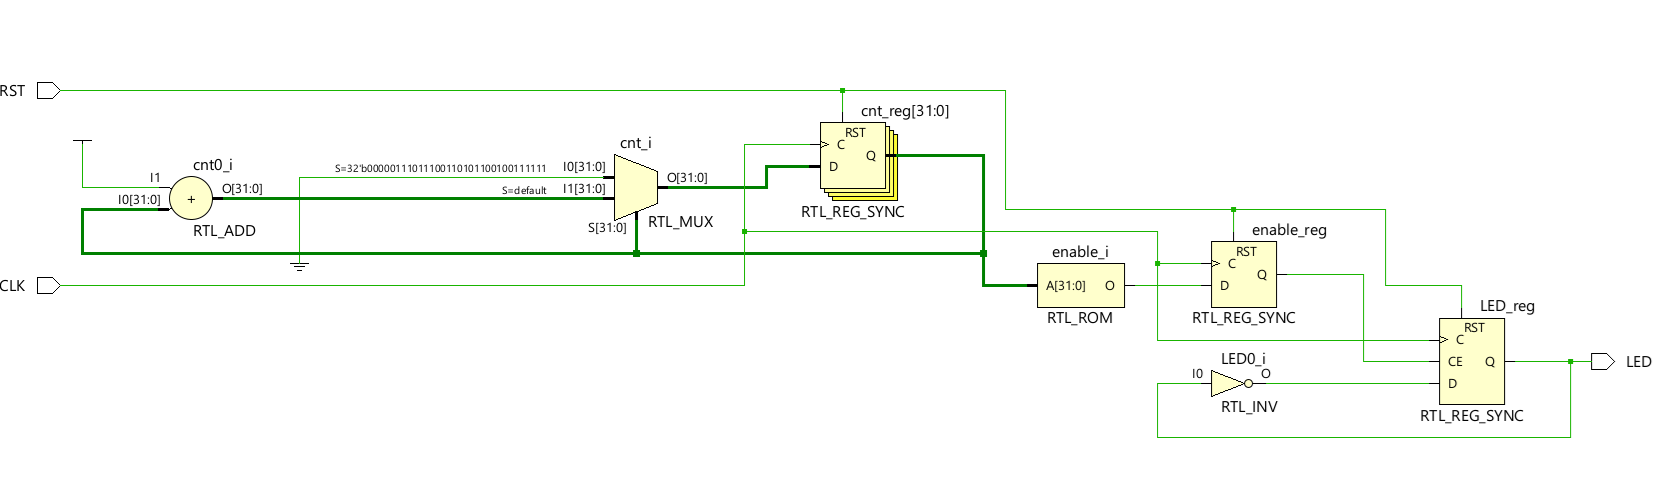 RST
CLK
cnt0_i
I1
I0[31:0]
+
O[31:0]
RTL_ADD
S=32'b00000111011100110101100100111111
S=default
cnt_i
I0[31:0]
I1[31:0]
S[31:0]
O[31:0]
RTL_MUX
cnt_reg[31:0]
RST
C
D
Q
RTL_REG_SYNC
enable_i
A[31:0]
O
RTL_ROM
enable_reg
RST
C
D
Q
RTL_REG_SYNC
LED0_i
I0
O
RTL_INV
LED_reg
RST
C
CE
D
Q
RTL_REG_SYNC
LED